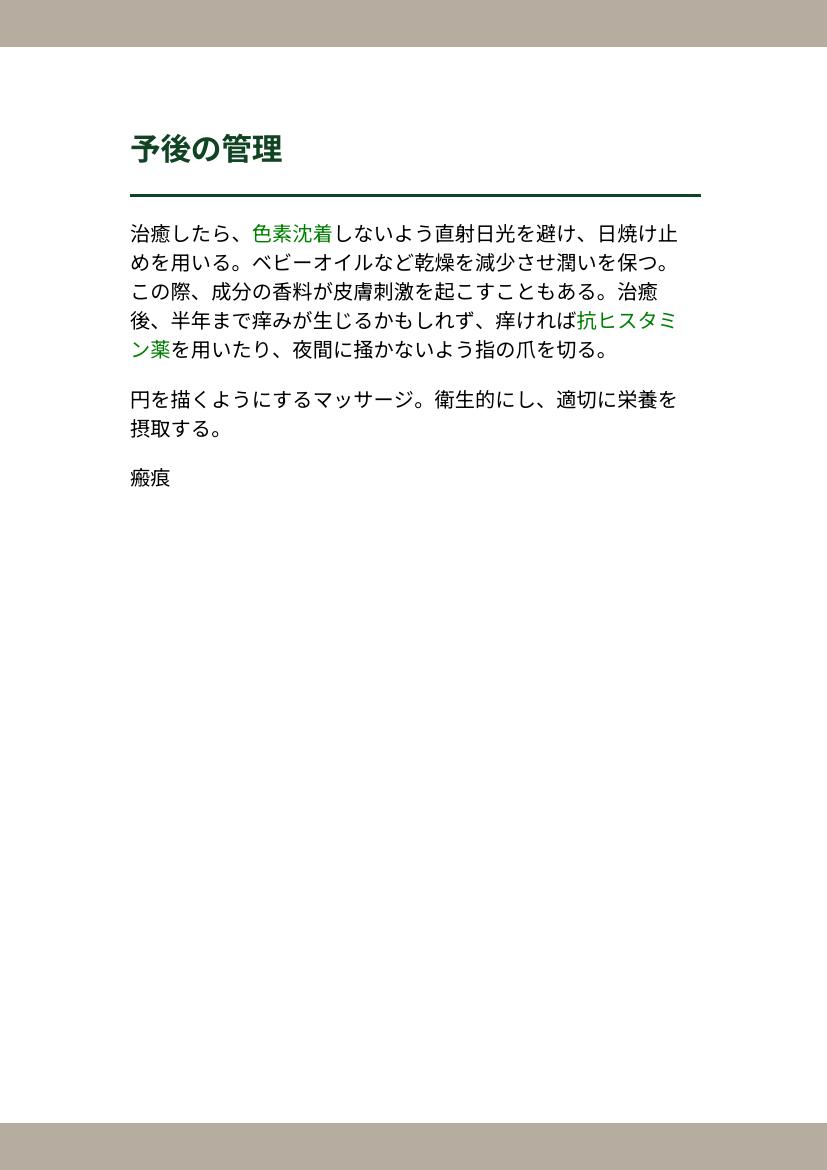 予後の管理
治癒したら、色素沈着しないよう直射日光を避け、日焼け止
めを用いる。ベビーオイルなど乾燥を減少させ潤いを保つ。
この際、成分の香料が皮膚刺激を起こすこともある。治癒
後、半年まで痒みが生じるかもしれず、痒ければ抗ヒスタミ
ン薬を用いたり、夜間に掻かないよう指の爪を切る。
円を描くようにするマッサージ。衛生的にし、適切に栄養を
摂取する。
瘢痕